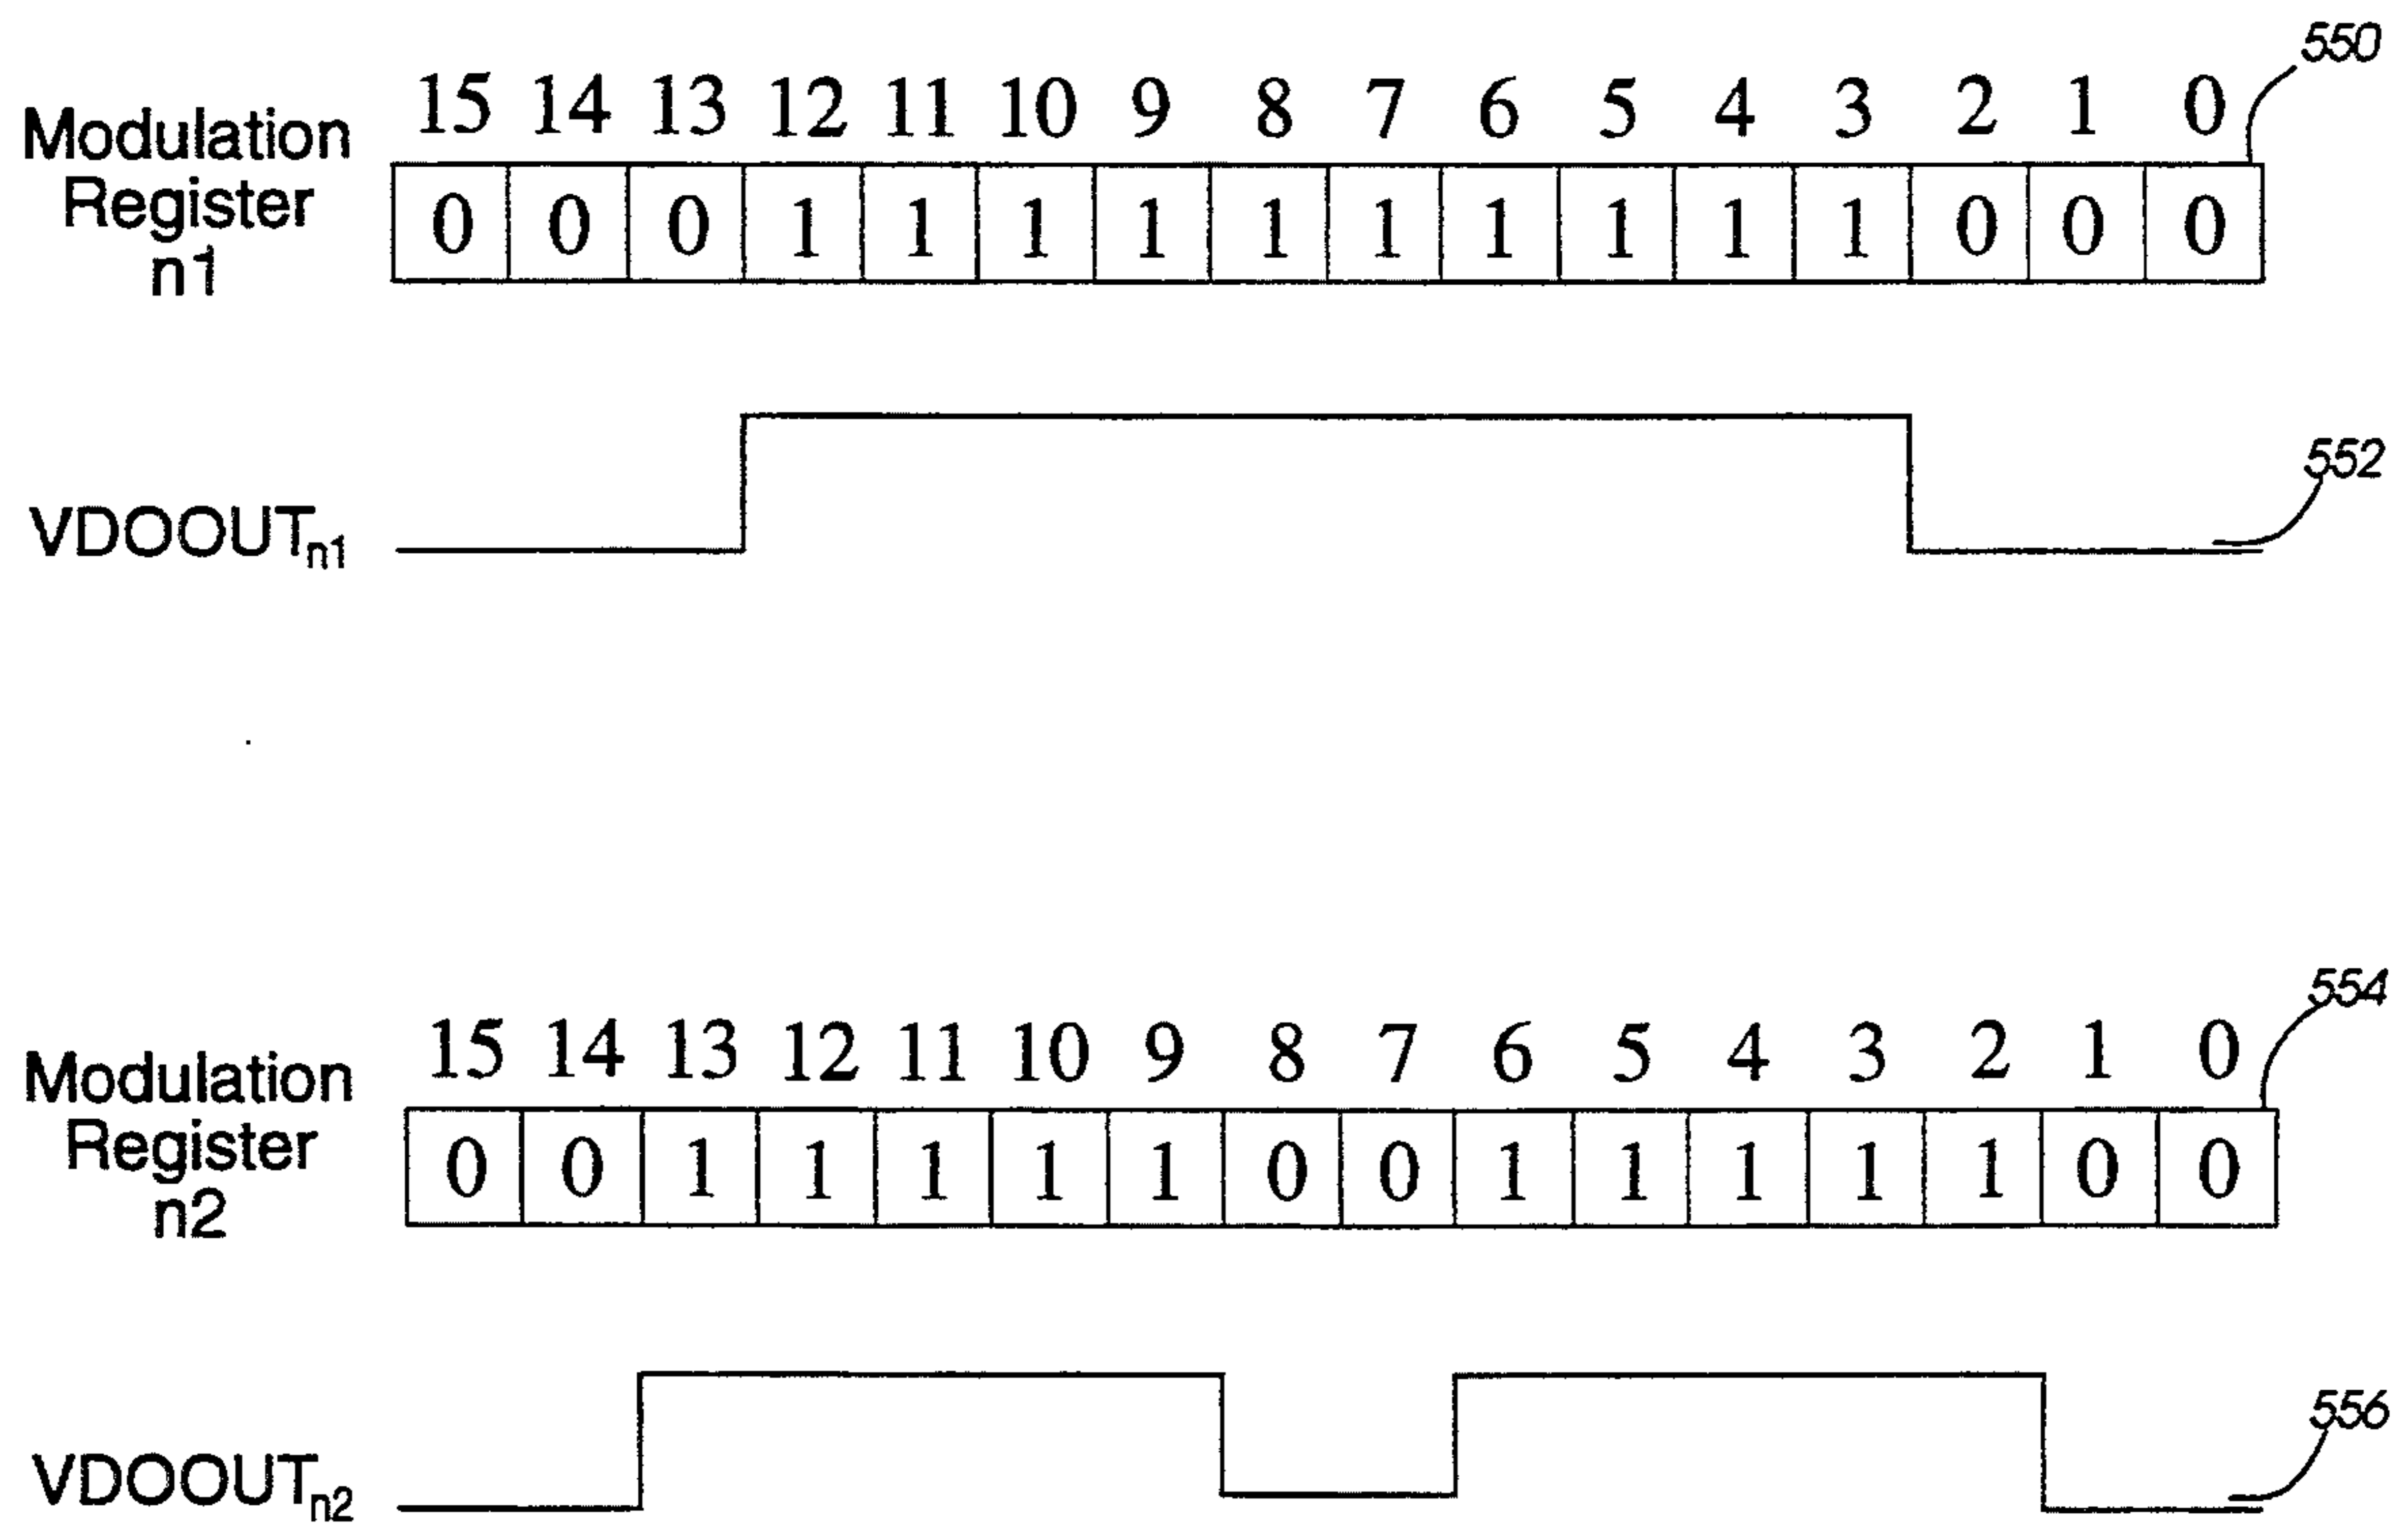 550
15 14 13 12 11 10 9 8 7 6 5 4 3 2 1 0
Modulation
Register
n1
0 0 0 1 1 1 1 1 1 1 1 1 1 0 0 0
552
VDOOUTn1
554
15 14 13 12 11 10 9 8 7 6 5 4 3 2 1 0
Modulation
Register
n2
0 0 1 1 1 1 1 0 0 1 1 1 1 1 0 0
556
VDOOUTn2